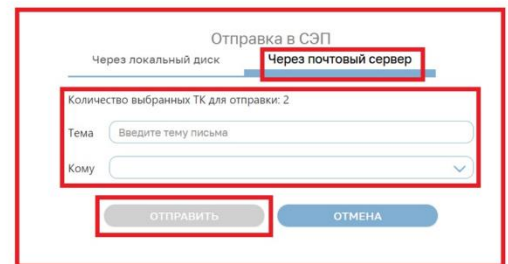 Отправка в СЭП
Через локальный диск Через почтовый сервер
Количество выбранных ТК для отправки: 2
Тема Введите тему письма
Кому
ОТПРАВИТЬ ОТМЕНА